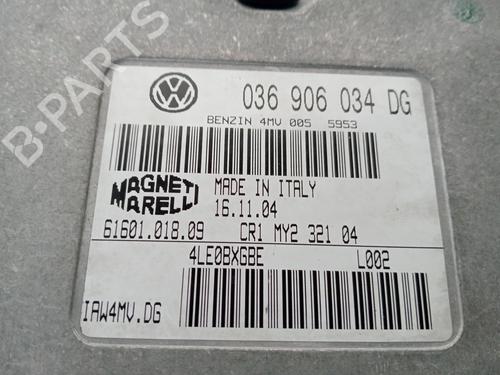 036 906 034 DG
BENZIN 4MV 005 5953
MAGNETI
MARELLI
MADE IN ITALY
16.11.04
61601.018.09 CR1 MY2 321 04
4LE0BXGBE L002
IAW4MV.DG
B-PARTS